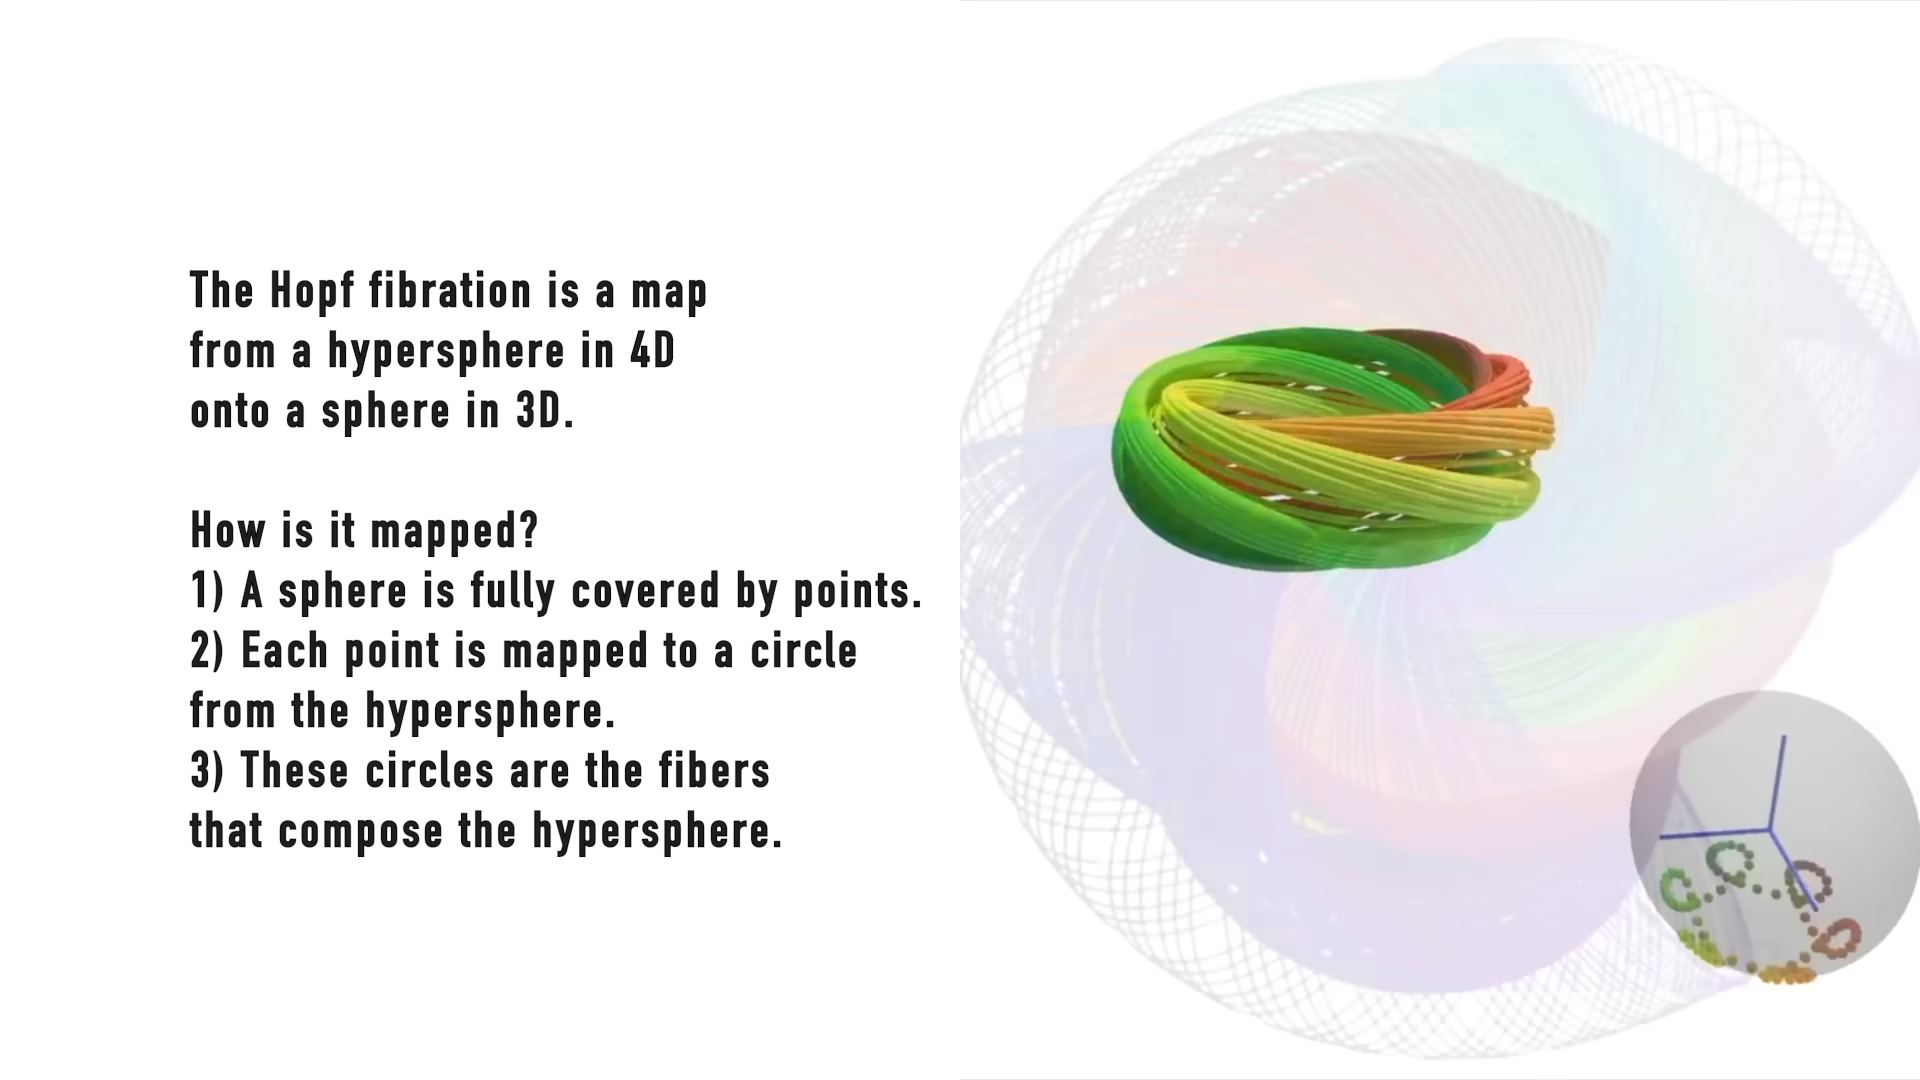 The Hopf fibration is a map
from a hypersphere in 4D
onto a sphere in 3D.
How is it mapped?
1) A sphere is fully covered by points.
2) Each point is mapped to a circle
from the hypersphere.
3) These circles are the fibers
that compose the hypersphere.